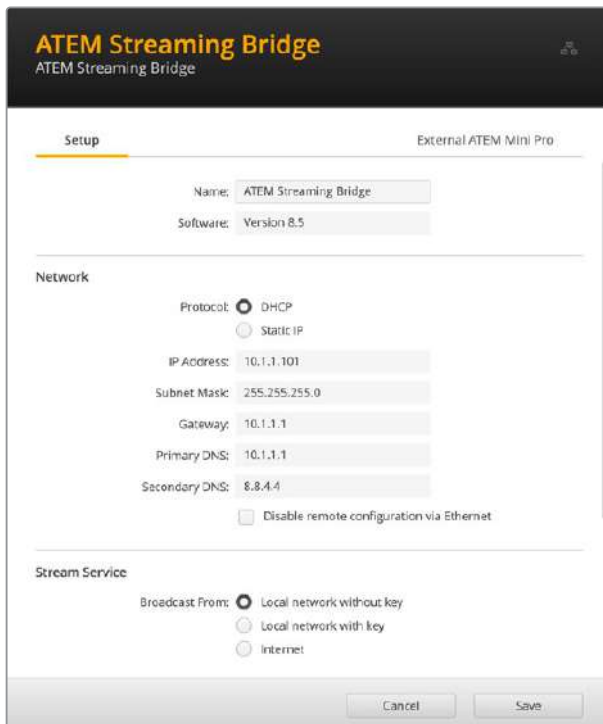 ATEM Streaming Bridge
ATEM Streaming Bridge
Setup External ATEM Mini Pro
Name: ATEM Streaming Bridge
Software: Version 8.5
Network
Protocol: DHCP
Static IP
IP Address: 10.1.1.101
Subnet Mask: 255.255.255.0
Gateway: 10.1.1.1
Primary DNS: 10.1.1.1
Secondary DNS: 8.8.4.4
Disable remote configuration via Ethernet
Stream Service
Broadcast From: Local network without key
Local network with key
Internet
Cancel Save